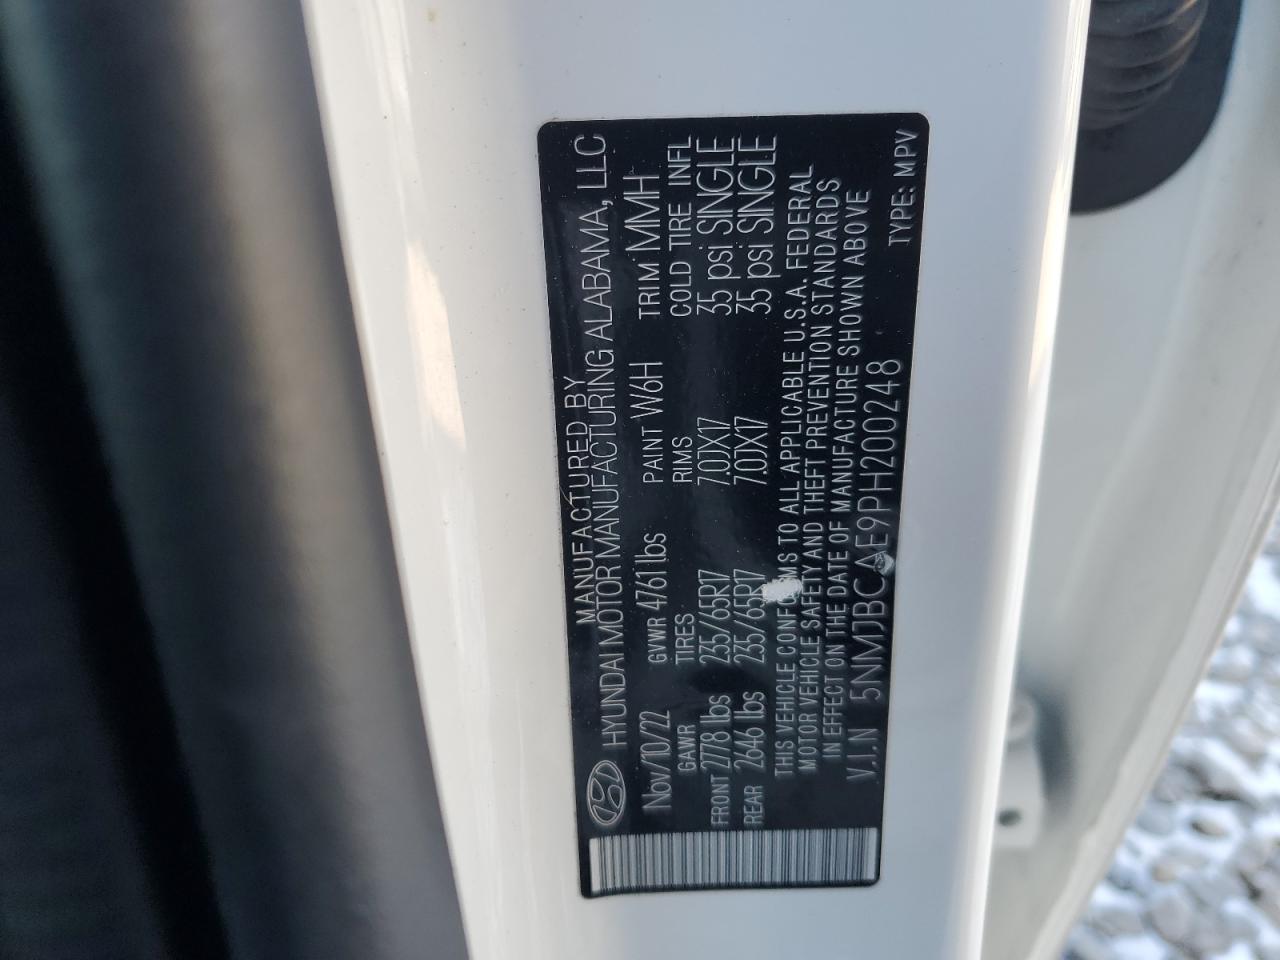 MANUFACTURED BY
HYUNDAI MOTOR MANUFACTURING ALABAMA, LLC
Nov/10/22 GVWR 4761 lbs PAINT W6H TRIM MMH
GAWR TIRES RIMS COLD TIRE INFL
FRONT 2778 lbs 235/65R17 7.0JX17 35 psi SINGLE
REAR 2646 lbs 235/65R17 7.0JX17 35 psi SINGLE
THIS VEHICLE CONFORMS TO ALL APPLICABLE U.S.A. FEDERAL
MOTOR VEHICLE SAFETY AND THEFT PREVENTION STANDARDS
IN EFFECT ON THE DATE OF MANUFACTURE SHOWN ABOVE
V.I.N 5NMJBCAE9PH200248 TYPE: MPV